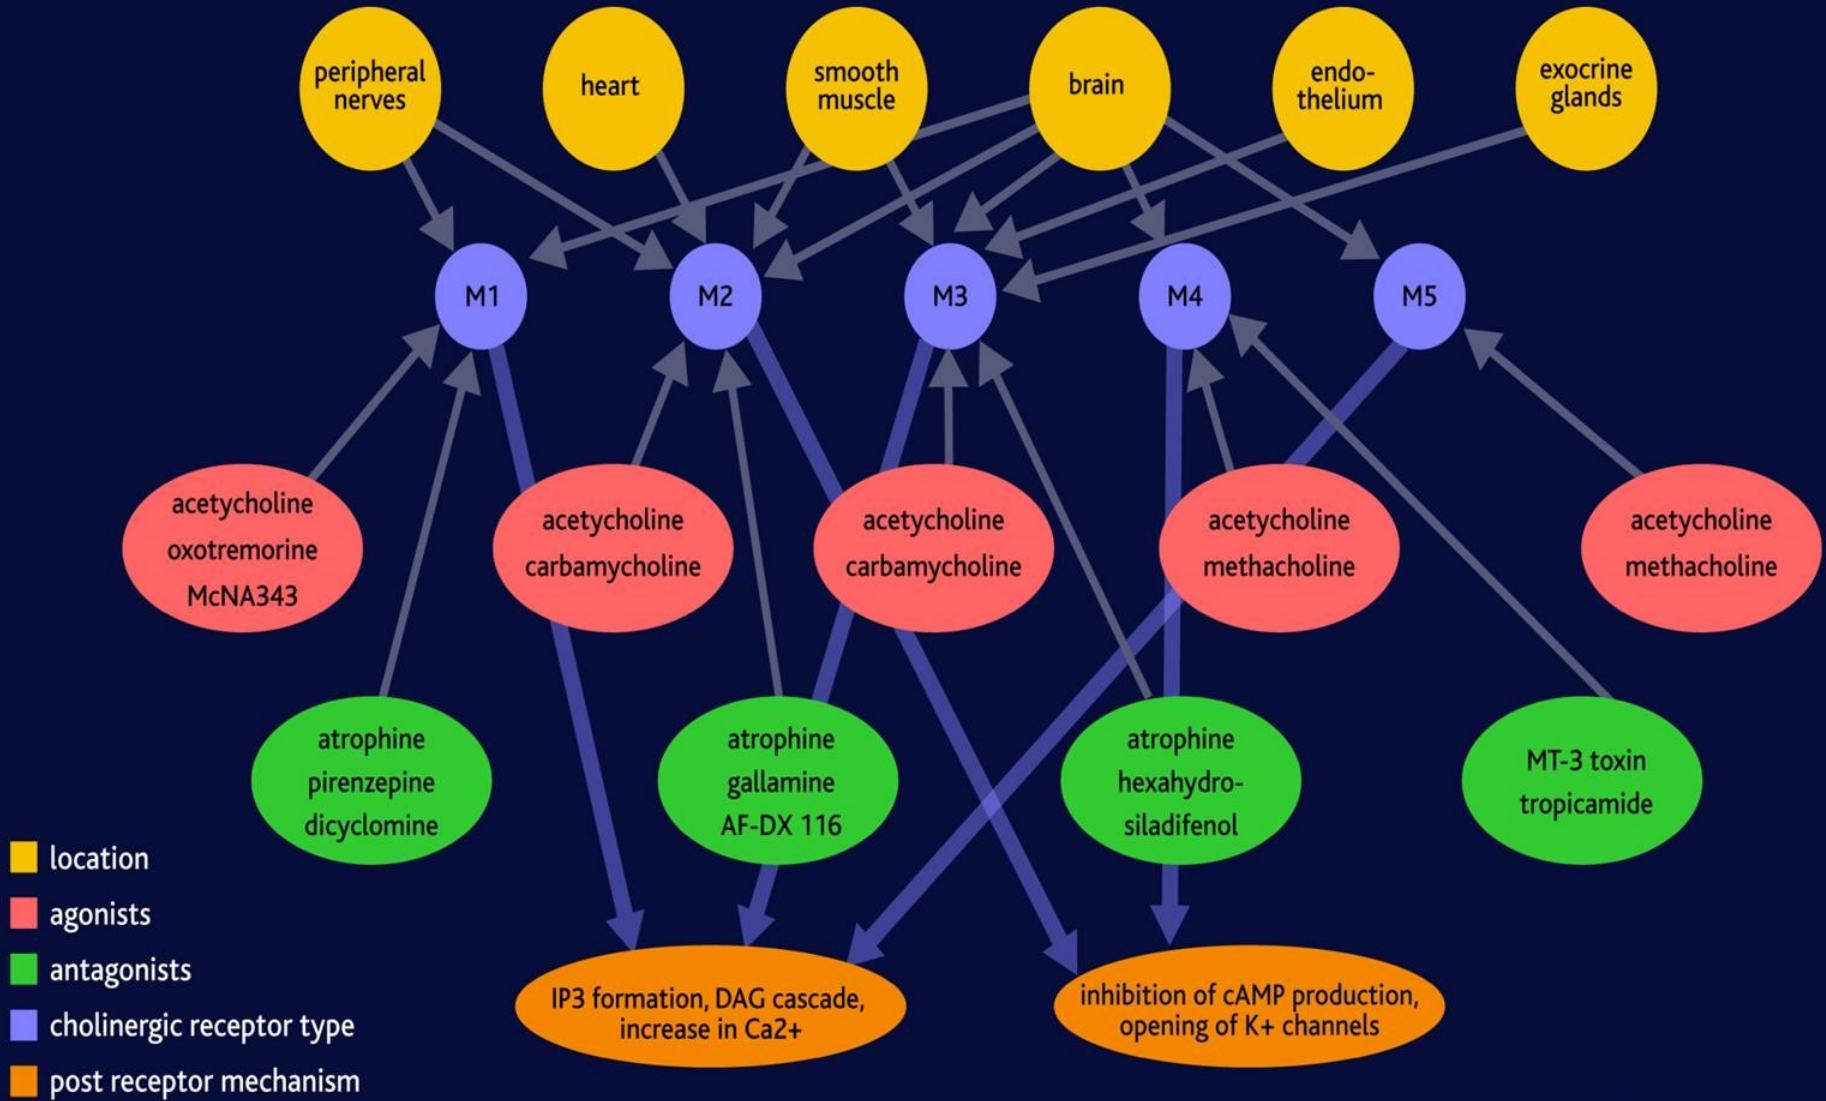 peripheral
nerves
heart
smooth
muscle
brain
endo-
thelium
exocrine
glands
M1
M2
M3
M4
M5
acetycholine
oxotremorine
McNA343
acetycholine
carbamycholine
acetycholine
carbamycholine
acetycholine
methacholine
acetycholine
methacholine
atrophine
pirenzepine
dicyclomine
atrophine
gallamine
AF-DX 116
atrophine
hexahydro-
siladifenol
MT-3 toxin
tropicamide
location
agonists
antagonists
cholinergic receptor type
post receptor mechanism
IP3 formation, DAG cascade,
increase in Ca2+
inhibition of cAMP production,
opening of K+ channels